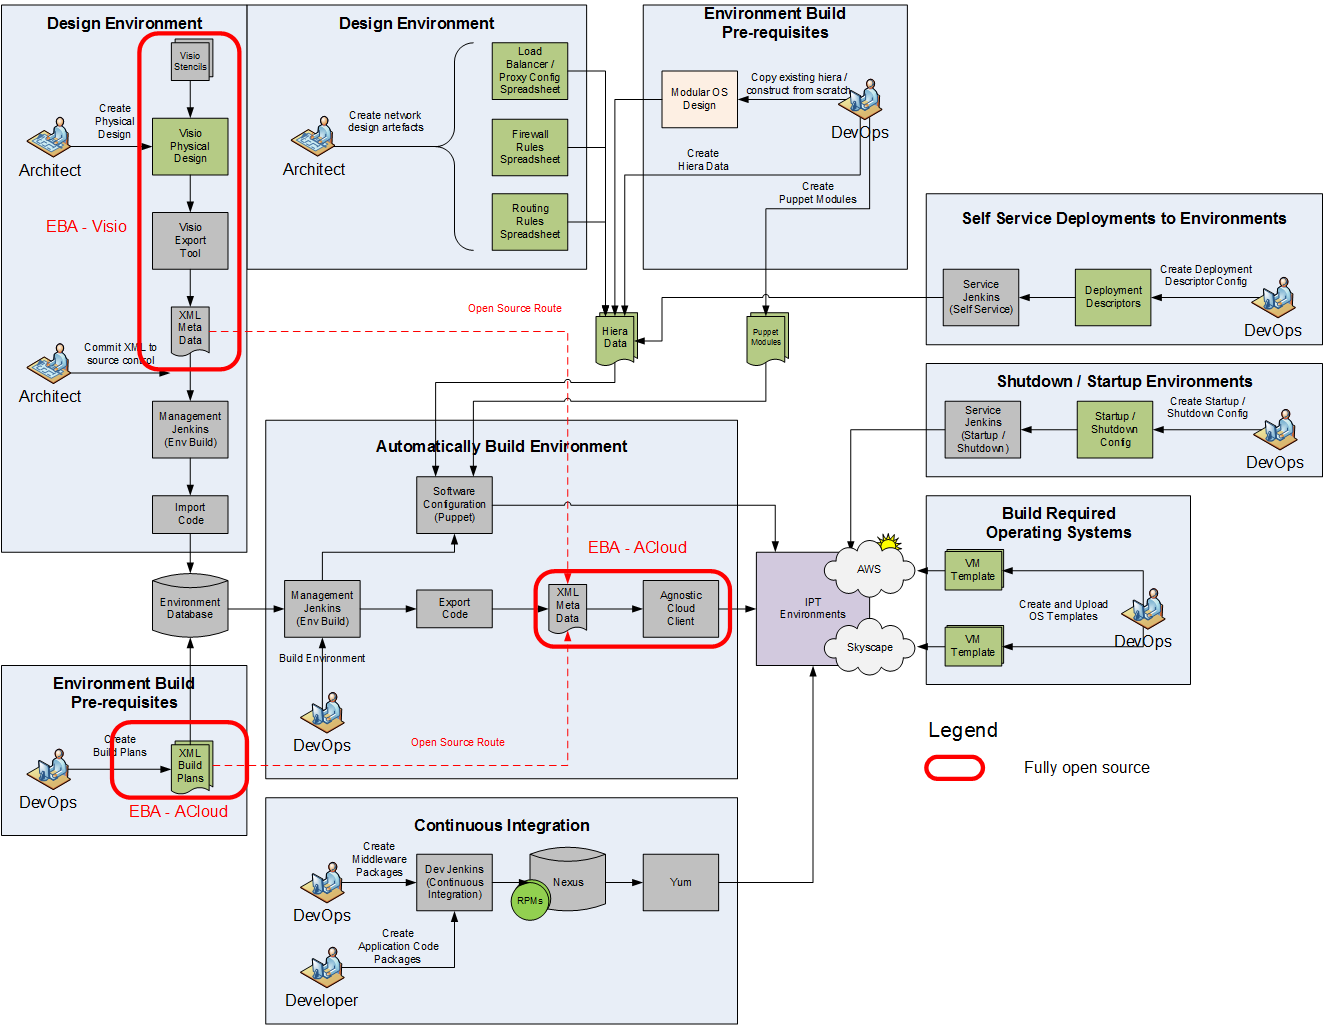 Design Environment
Visio
Stencils
Create
Physical
Design
Visio
Physical
Design
Architect
EBA - Visio
Visio
Export
Tool
XML
Meta
Data
Commit XML to
source control
Architect
Management
Jenkins
(Env Build)
Import
Code
Environment
Database
Design Environment
Create network
design artefacts
Architect
Load
Balancer /
Proxy Config
Spreadsheet
Firewall
Rules
Spreadsheet
Routing
Rules
Spreadsheet
Environment Build
Pre-requisites
Modular OS
Design
Copy existing hiera /
construct from scratch
DevOps
Create
Hiera Data
Create
Puppet Modules
Open Source Route
Hiera
Data
Puppet
Modules
Self Service Deployments to Environments
Service
Jenkins
(Self Service)
Deployment
Descriptors
Create Deployment
Descriptor Config
DevOps
Shutdown / Startup Environments
Service
Jenkins
(Startup /
Shutdown)
Startup /
Shutdown
Config
Create Startup /
Shutdown Config
DevOps
Automatically Build Environment
Software
Configuration
(Puppet)
EBA - ACloud
Management
Jenkins
(Env Build)
Export
Code
XML
Meta
Data
Agnostic
Cloud
Client
Build Environment
DevOps
Open Source Route
IPT
Environments
AWS
Skyscape
Build Required
Operating Systems
VM
Template
Create and Upload
OS Templates
VM
Template
DevOps
Environment Build
Pre-requisites
Create
Build Plans
XML
Build
Plans
DevOps
EBA - ACloud
Legend
Fully open source
Continuous Integration
Create
Middleware
Packages
DevOps
Dev Jenkins
(Continuous
Integration)
Nexus
RPMs
Yum
Create
Application Code
Packages
Developer